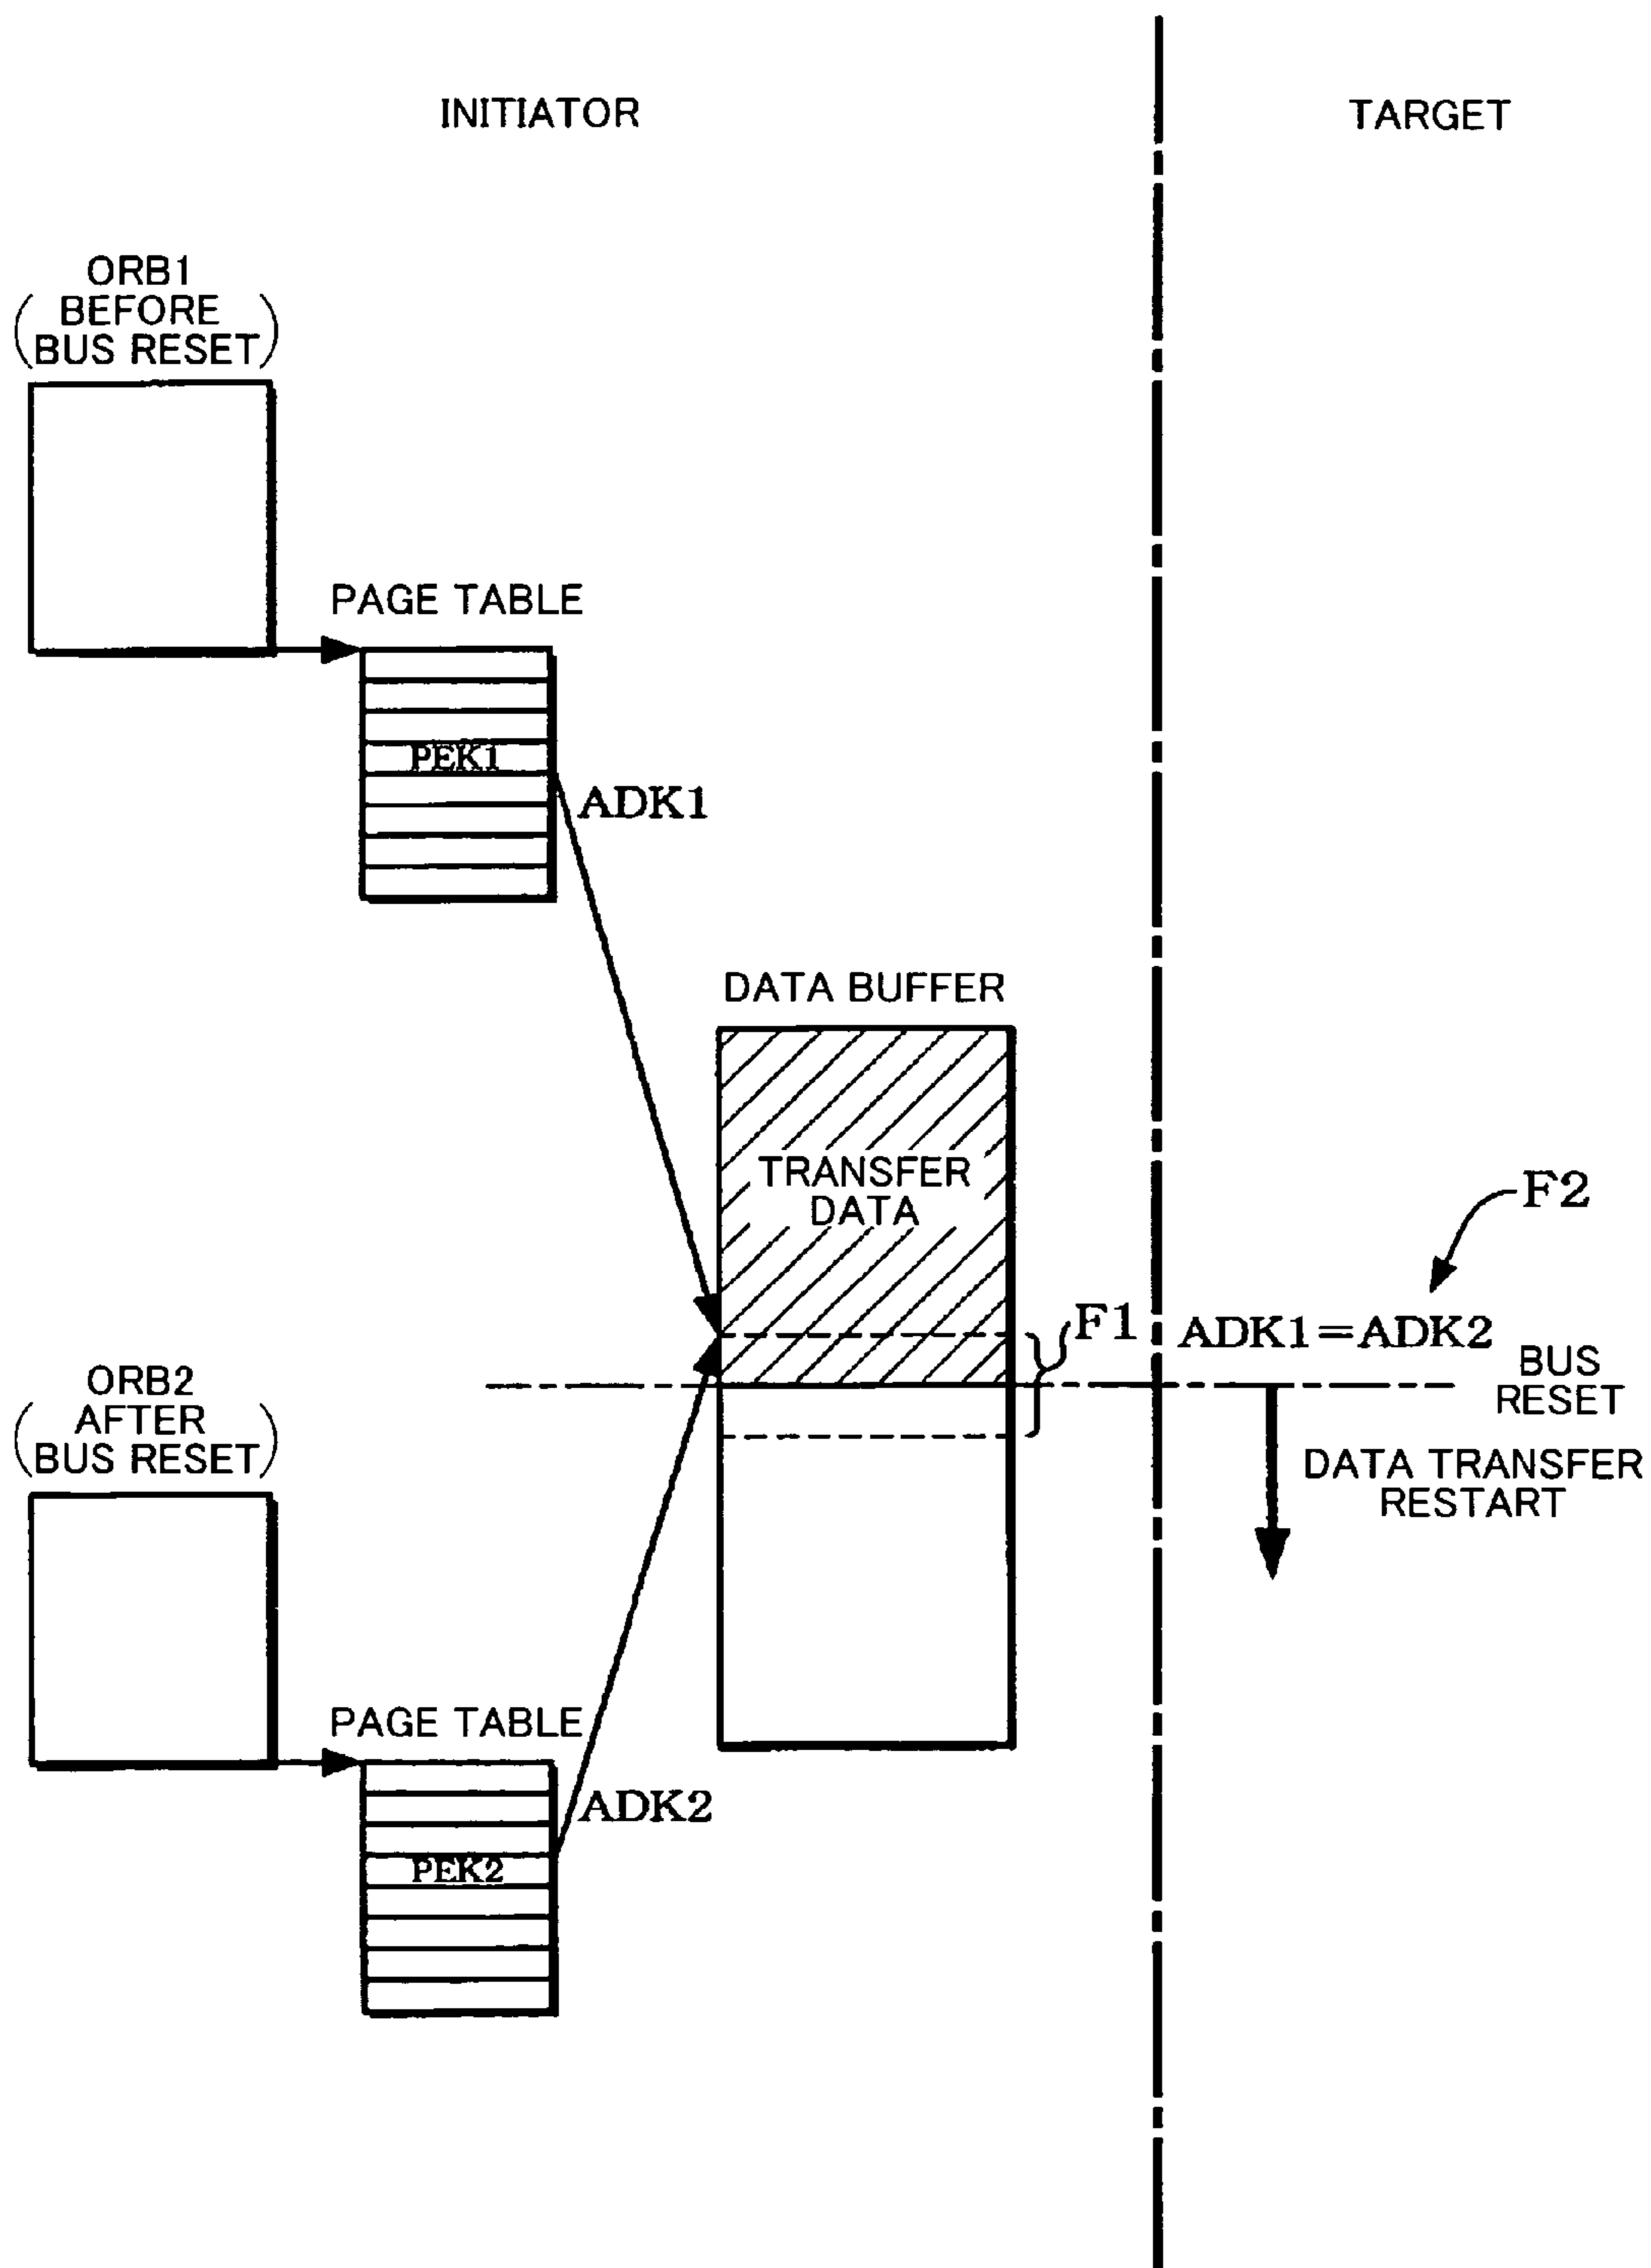 INITIATOR
TARGET
ORB1
(BEFORE
BUS RESET)
PAGE TABLE
PEK1
ADK1
DATA BUFFER
TRANSFER
DATA
F2
F1
ADK1=ADK2
BUS
RESET
ORB2
(AFTER
BUS RESET)
DATA TRANSFER
RESTART
PAGE TABLE
ADK2
PEK2